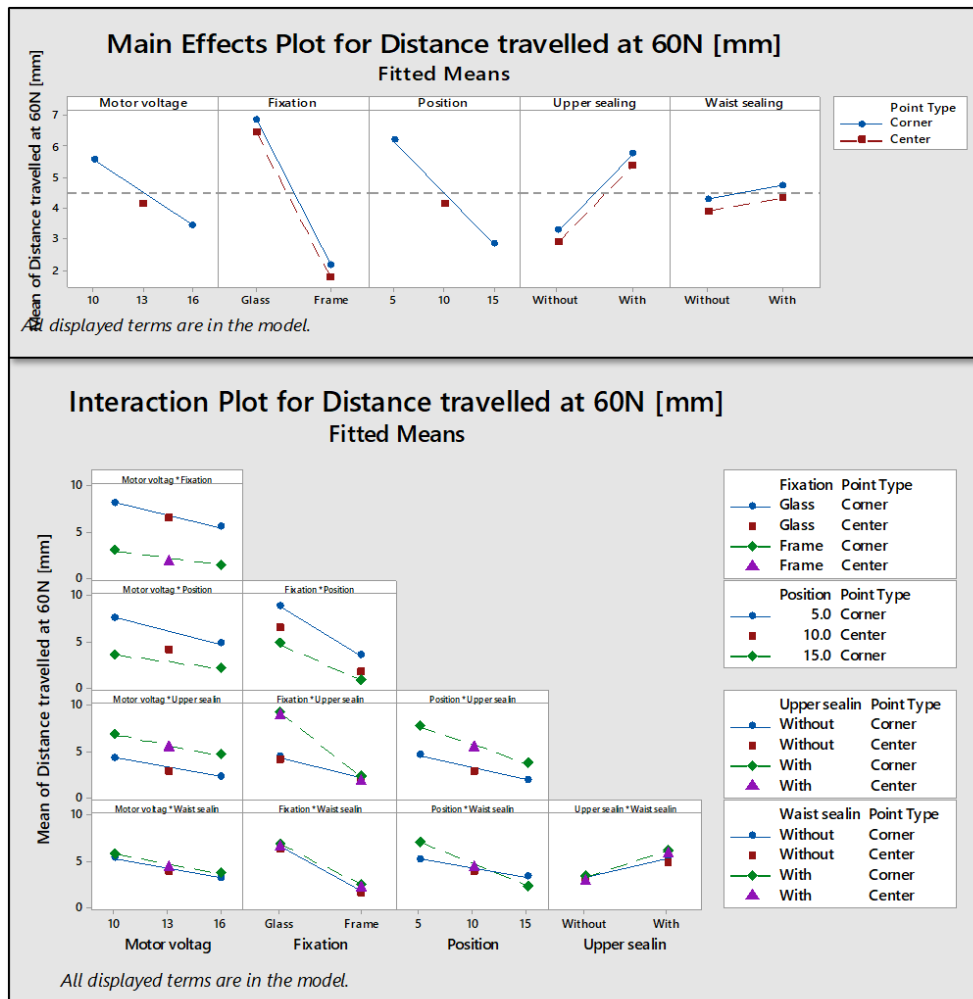 Main Effects Plot for Distance travelled at 60N [mm]
Fitted Means
Mean of Distance travelled at 60N [mm]
Motor voltage Fixation Position Upper sealing Waist sealing
7
6
5
4
3
2
10 13 16 Glass Frame 5 10 15 Without With Without With
Point Type
Corner
Center
All displayed terms are in the model.
Interaction Plot for Distance travelled at 60N [mm]
Fitted Means
Mean of Distance travelled at 60N [mm]
Motor voltag * Fixation
10
5
0
Motor voltag * Position Fixation * Position
10
5
0
Motor voltag * Upper sealin Fixation * Upper sealin Position * Upper sealin
10
5
0
Motor voltag * Waist sealin Fixation * Waist sealin Position * Waist sealin Upper sealin * Waist sealin
10
5
0
10 13 16 Glass Frame 5 10 15 Without With
Motor voltag Fixation Position Upper sealin
Fixation Point Type
Glass Corner
Glass Center
Frame Corner
Frame Center
Position Point Type
5.0 Corner
10.0 Center
15.0 Corner
Upper sealin Point Type
Without Corner
Without Center
With Corner
With Center
Waist sealin Point Type
Without Corner
Without Center
With Corner
With Center
All displayed terms are in the model.